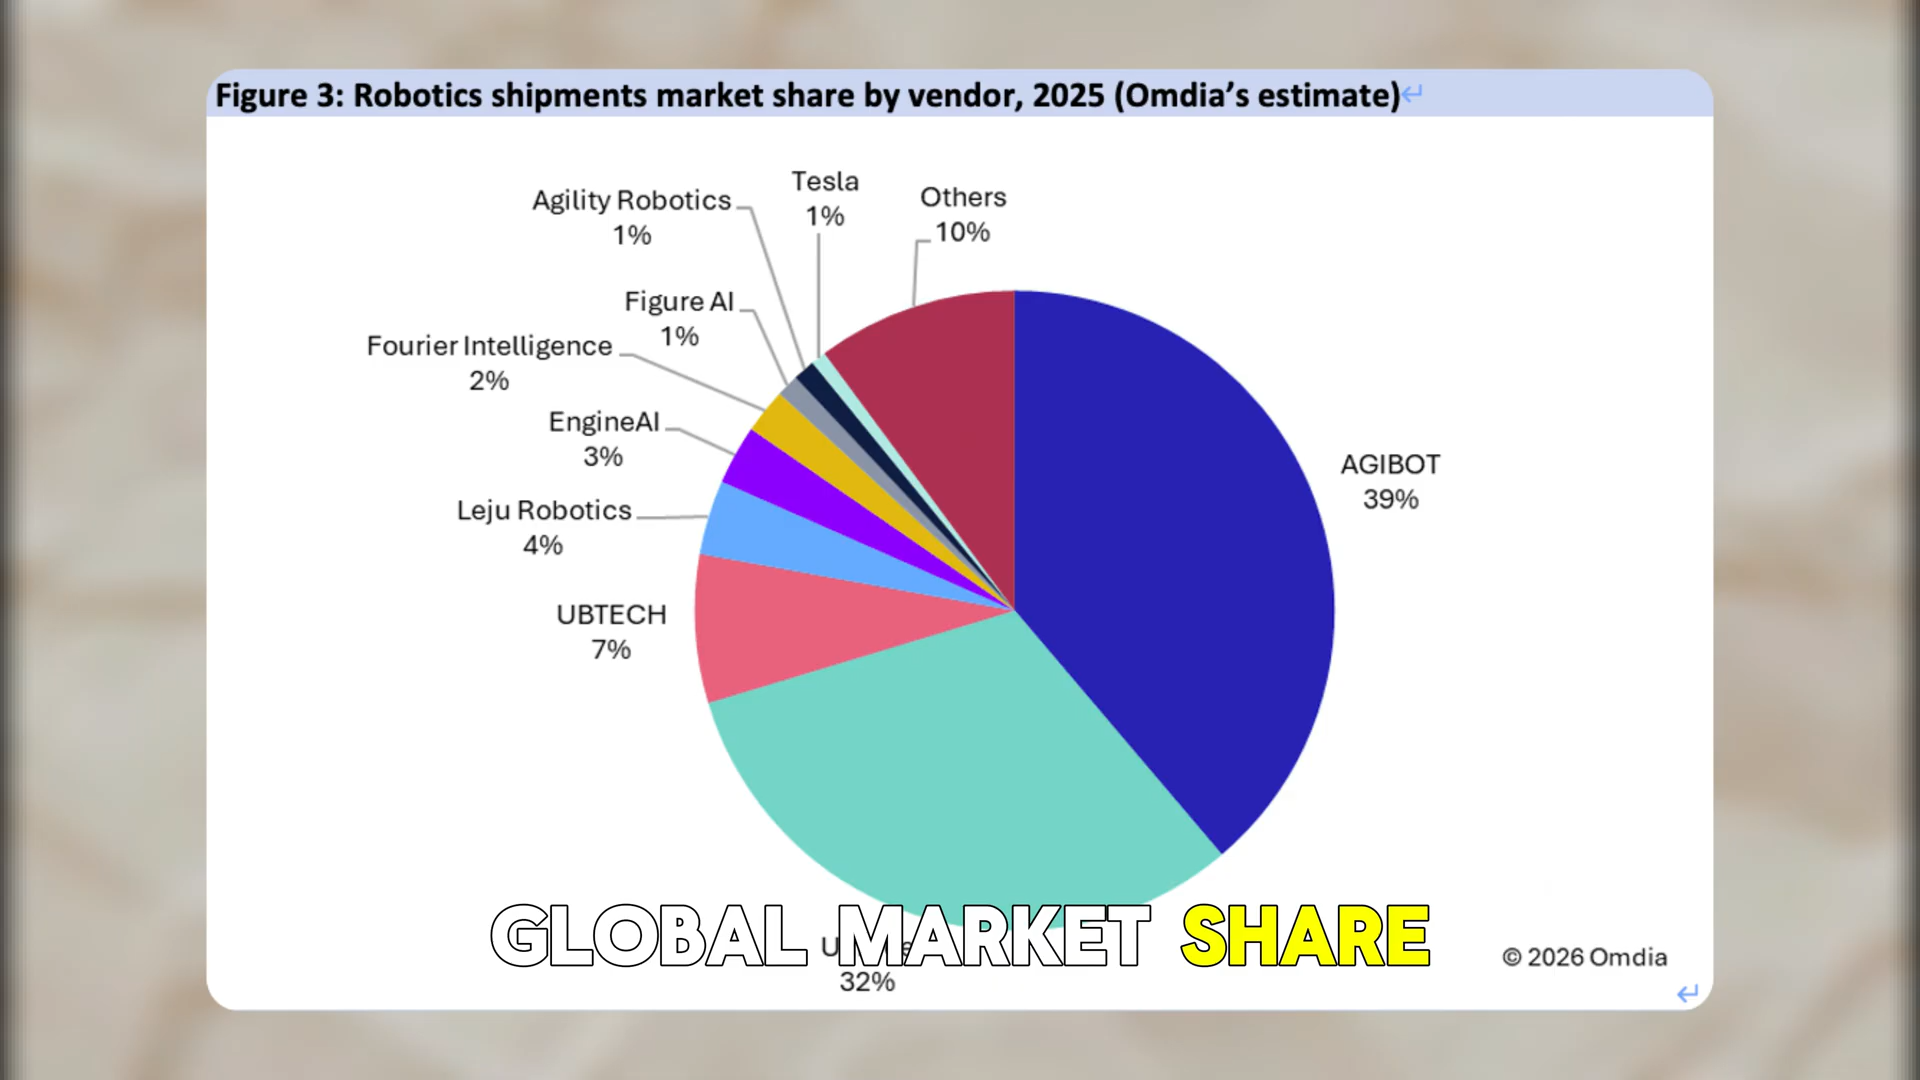 Figure 3: Robotics shipments market share by vendor, 2025 (Omdia's estimate)↵
Tesla
1%
Others
10%
Agility Robotics
1%
Figure AI
1%
Fourier Intelligence
2%
EngineAI
3%
AGIBOT
39%
Leju Robotics
4%
UBTECH
7%
GLOBAL MARKET SHARE
32%
© 2026 Omdia
↵